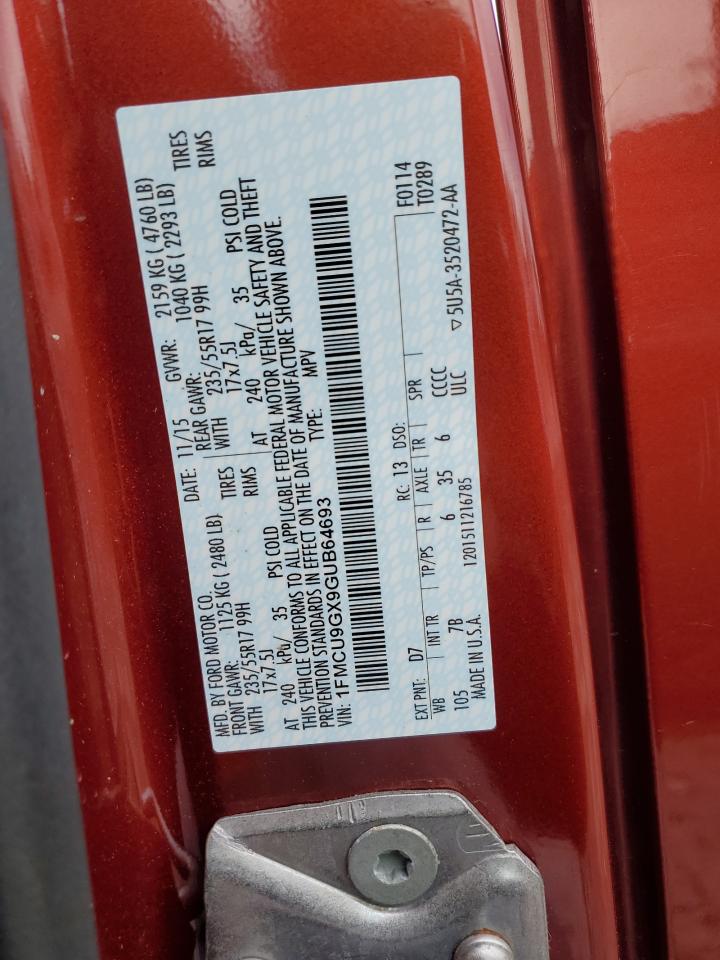 MFD. BY FORD MOTOR CO. DATE: 11/15 GVWR: 2159 KG ( 4760 LB)
FRONT GAWR: 1125 KG ( 2480 LB) REAR GAWR: 1040 KG ( 2293 LB)
WITH 235/55R17 99H TIRES WITH 235/55R17 99H TIRES
17x7.5J RIMS 17x7.5J RIMS
AT 240 kPa/ 35 PSI COLD AT 240 kPa/ 35 PSI COLD
THIS VEHICLE CONFORMS TO ALL APPLICABLE FEDERAL MOTOR VEHICLE SAFETY AND THEFT
PREVENTION STANDARDS IN EFFECT ON THE DATE OF MANUFACTURE SHOWN ABOVE.
VIN: 1FMCU9GX9GUB64693 TYPE: MPV
EXT PNT: D7 RC: 13 DSO: F0114
WB INT TR TP/PS R AXLE TR SPR T0289
105 7B 6 35 6 CCCC
MADE IN U.S.A. 1201511216785 ULC ▽5U5A-3520472-AA